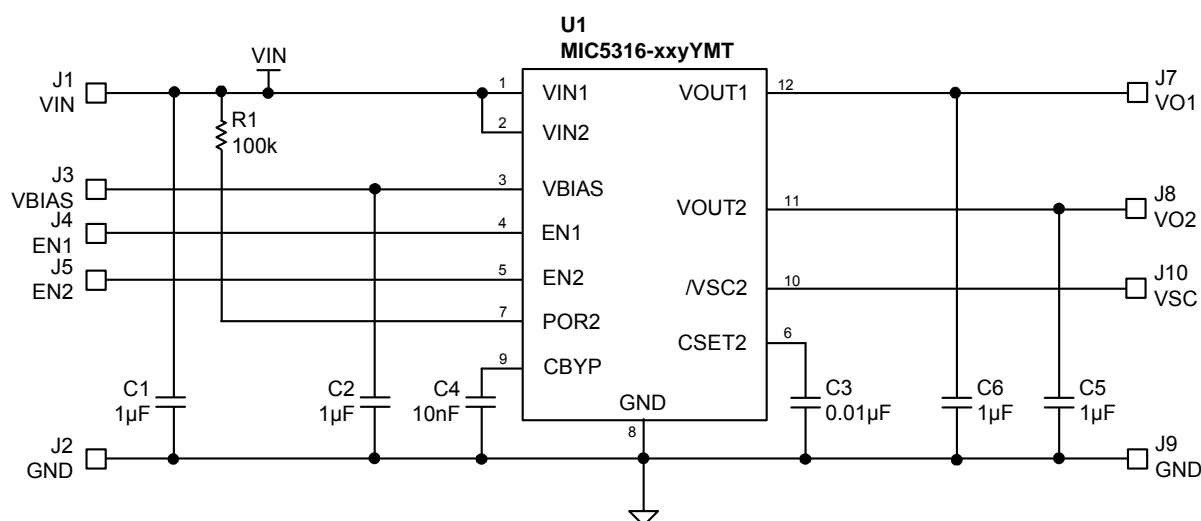 U1
MIC5316-xxyYMT
VIN
J1
VIN
1
VIN1
VOUT1
12
J7
VO1
R1
100k
2
VIN2
J3
VBIAS
3
VBIAS
VOUT2
11
J8
VO2
J4
EN1
4
EN1
J5
EN2
5
EN2
/VSC2
10
J10
VSC
7
POR2
CSET2
6
9
CBYP
C1
1µF
C2
1µF
C4
10nF
GND
8
C3
0.01µF
C6
1µF
C5
1µF
J2
GND
J9
GND